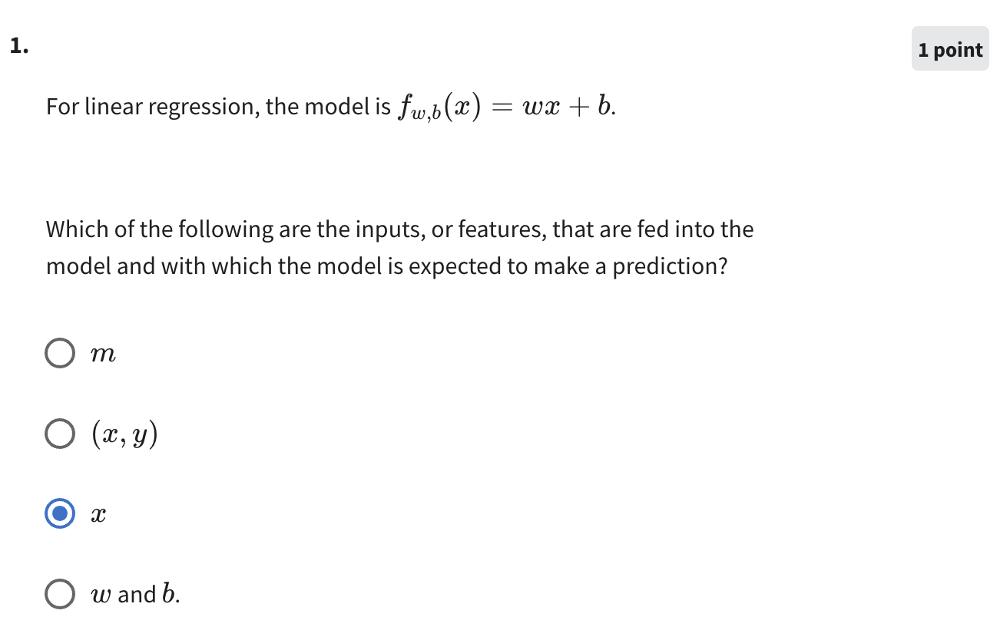 1.
1 point
For linear regression, the model is f_{w,b}(x) = wx + b.
Which of the following are the inputs, or features, that are fed into the
model and with which the model is expected to make a prediction?
m
(x, y)
x
w and b.